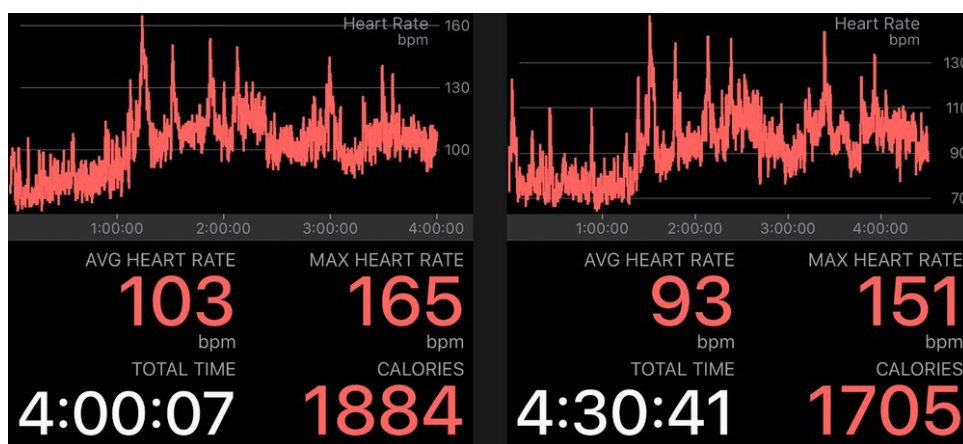 Heart Rate
bpm
160
130
100
1:00:00 2:00:00 3:00:00 4:00:00
AVG HEART RATE MAX HEART RATE
103 165
bpm bpm
TOTAL TIME CALORIES
4:00:07 1884
Heart Rate
bpm
130
110
90
70
1:00:00 2:00:00 3:00:00 4:00:00
AVG HEART RATE MAX HEART RATE
93 151
bpm bpm
TOTAL TIME CALORIES
4:30:41 1705